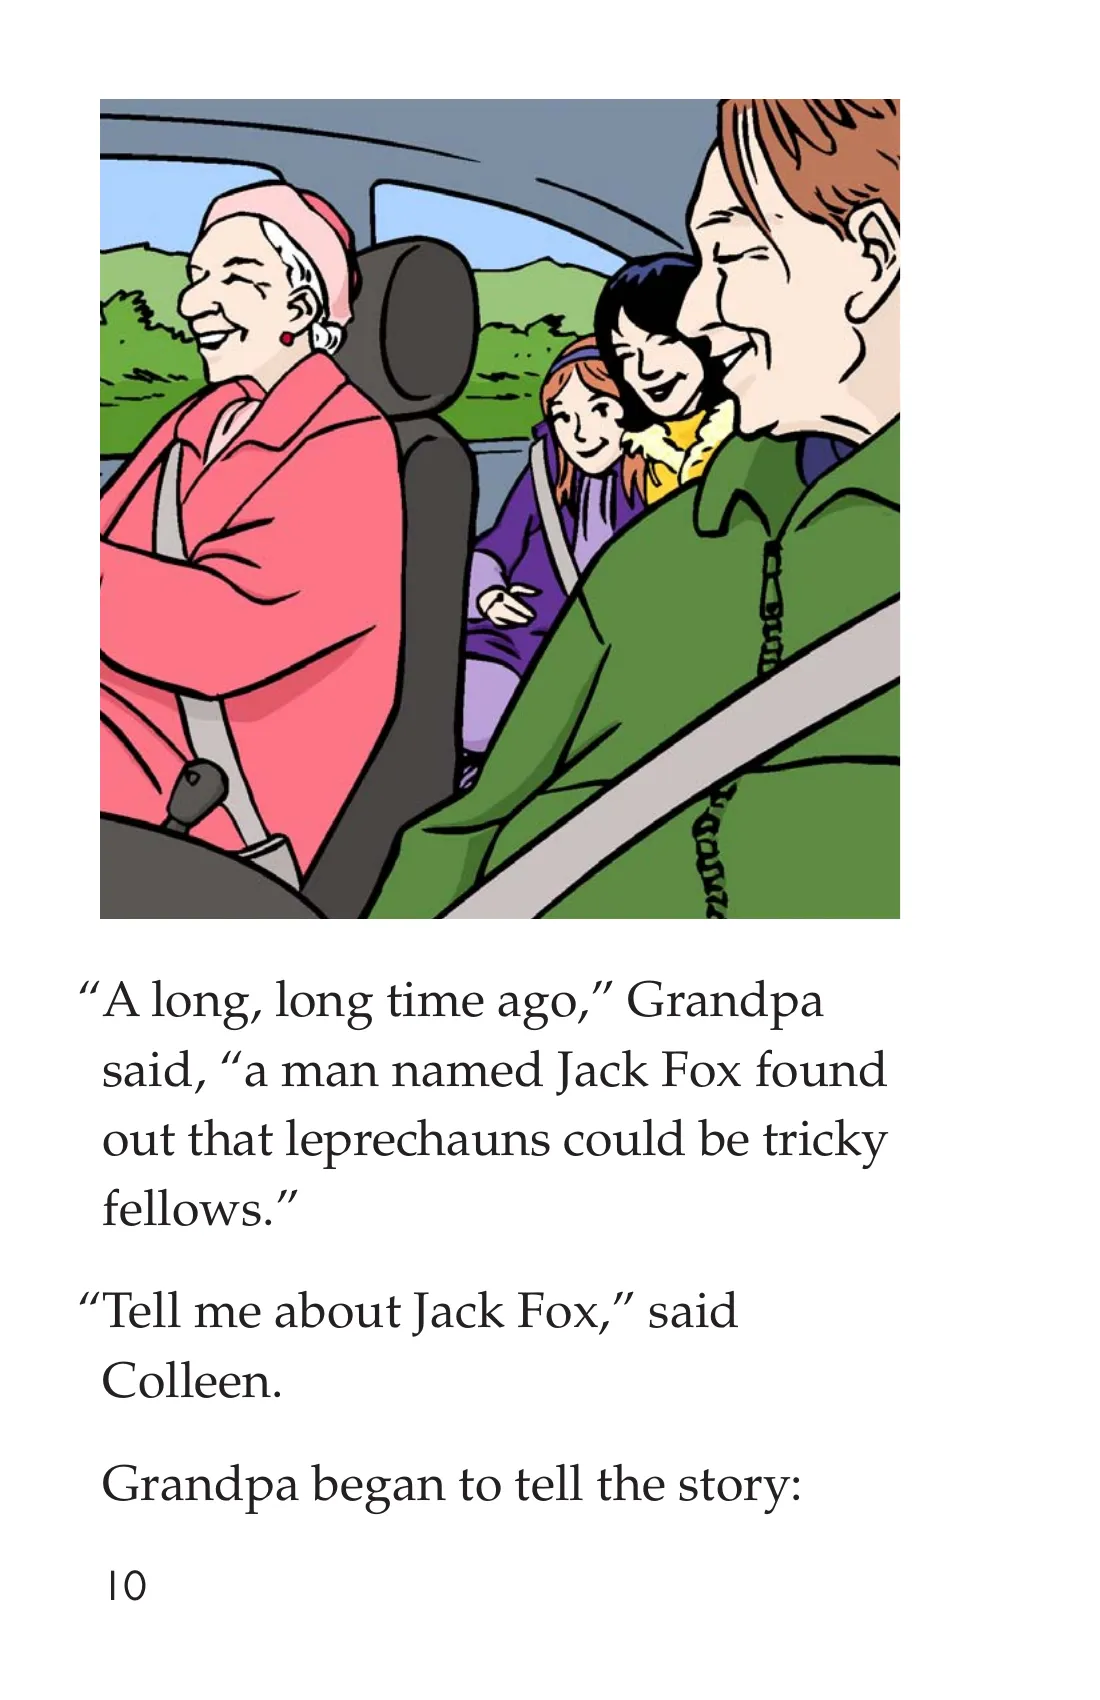 “A long, long time ago,” Grandpa
said, “a man named Jack Fox found
out that leprechauns could be tricky
fellows.”
“Tell me about Jack Fox,” said
Colleen.
Grandpa began to tell the story:
10